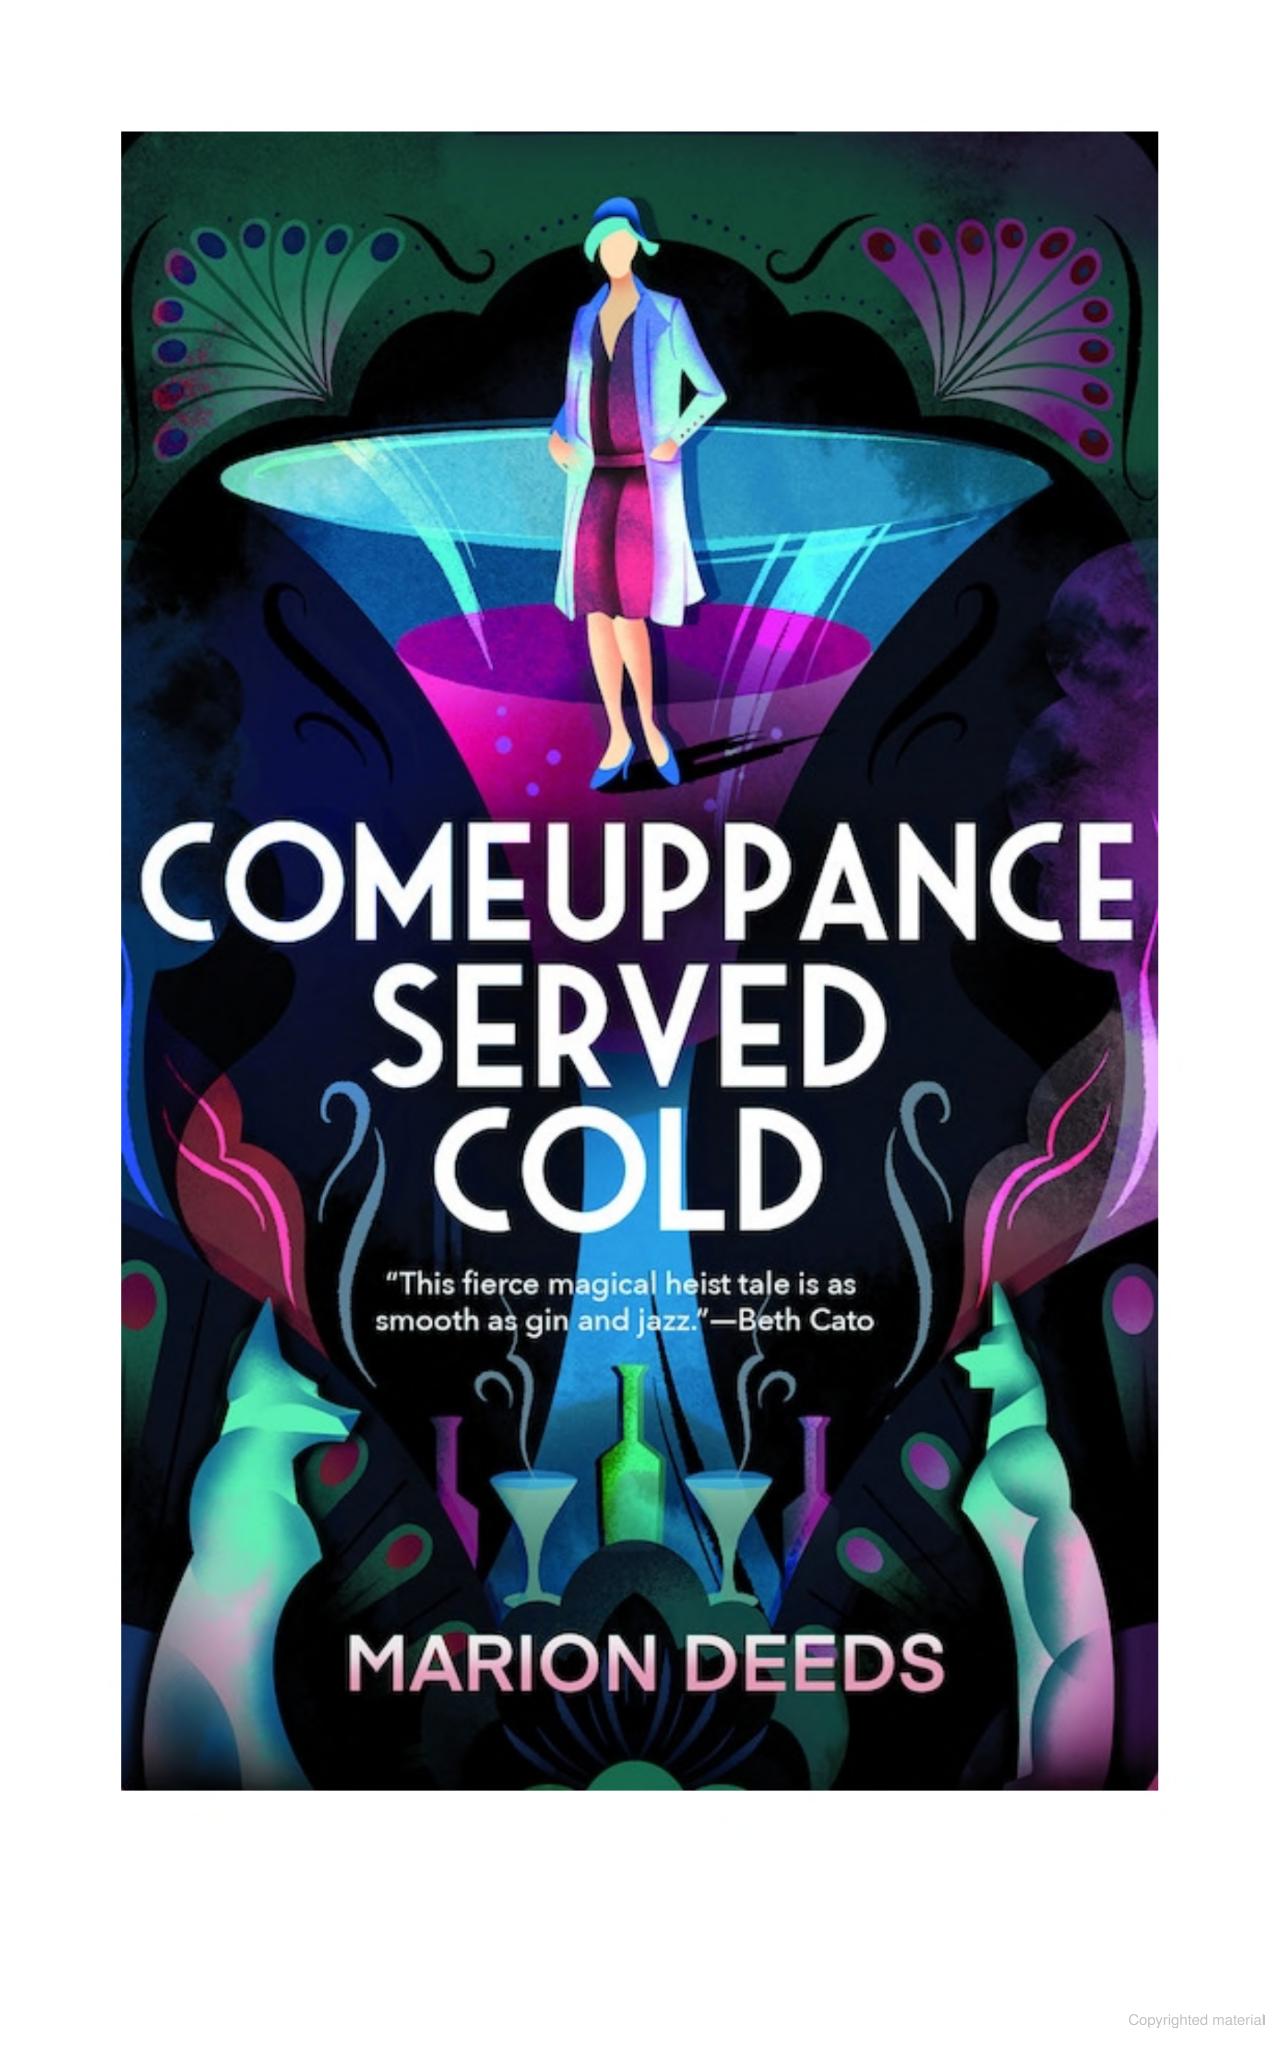 COMEUPPANCE
SERVED
COLD
“This fierce magical heist tale is as
smooth as gin and jazz.”—Beth Cato
MARION DEEDS
Copyrighted material